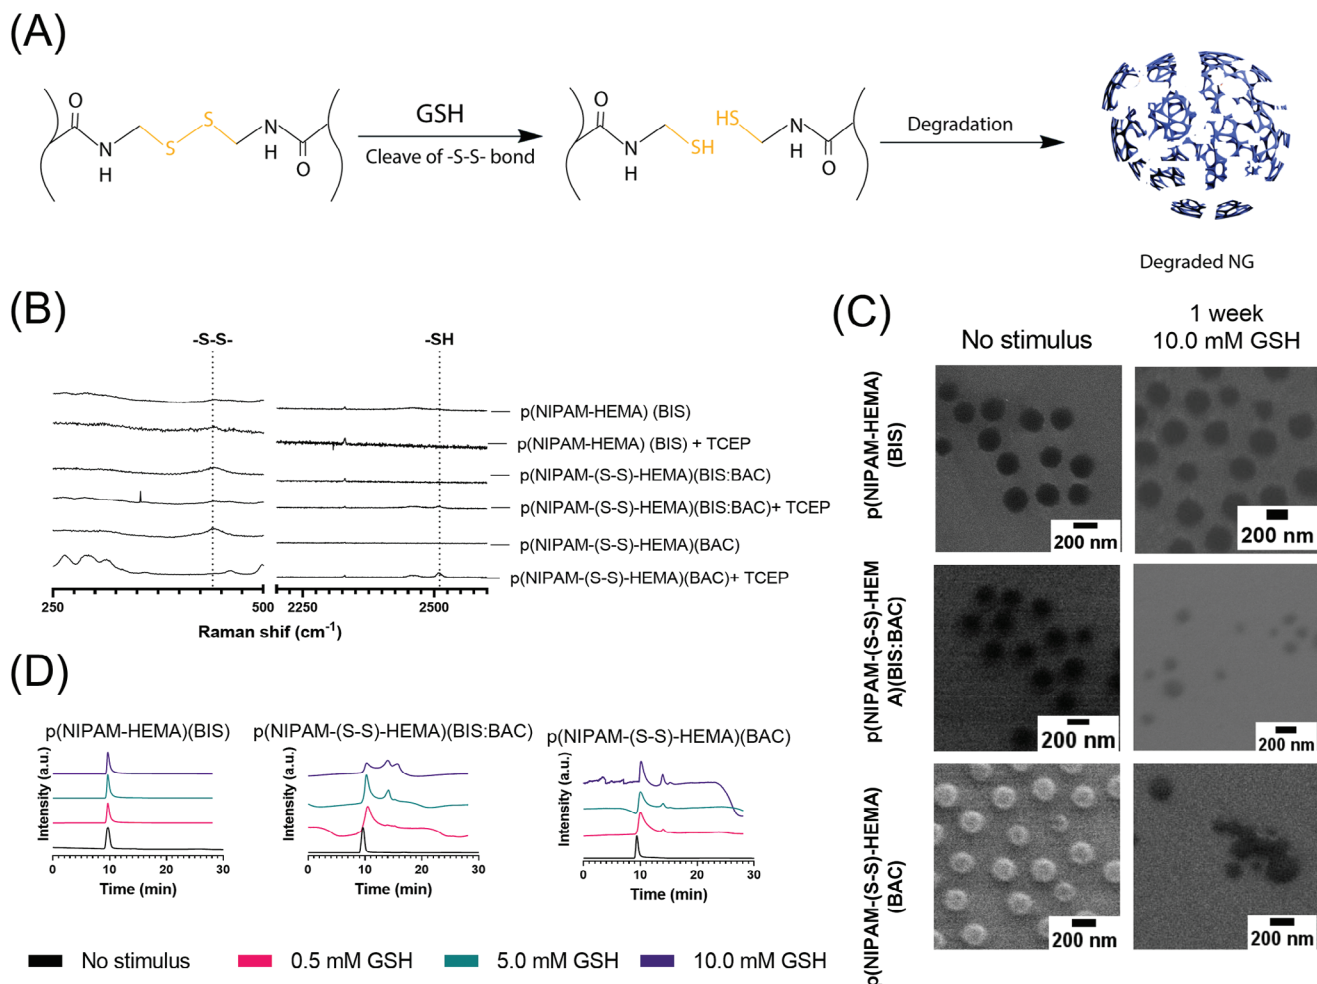 (A)
O
N
H
S
S
N
H
O
GSH
Cleave of -S-S- bond
O
N
H
SH
HS
N
H
O
Degradation
Degraded NG
(B)
-S-S-
-SH
p(NIPAM-HEMA) (BIS)
p(NIPAM-HEMA) (BIS) + TCEP
p(NIPAM-(S-S)-HEMA)(BIS:BAC)
p(NIPAM-(S-S)-HEMA)(BIS:BAC)+ TCEP
p(NIPAM-(S-S)-HEMA)(BAC)
p(NIPAM-(S-S)-HEMA)(BAC)+ TCEP
250
500
2250
2500
Raman shif (cm⁻¹)
(C)
No stimulus
1 week
10.0 mM GSH
p(NIPAM-HEMA)
(BIS)
200 nm
200 nm
p(NIPAM-(S-S)-HEM
A)(BIS:BAC)
200 nm
200 nm
p(NIPAM-(S-S)-HEMA)
(BAC)
200 nm
200 nm
(D)
p(NIPAM-HEMA)(BIS)
Intensity (a.u.)
0
10
20
30
Time (min)
p(NIPAM-(S-S)-HEMA)(BIS:BAC)
Intensity (a.u.)
0
10
20
30
Time (min)
p(NIPAM-(S-S)-HEMA)(BAC)
Intensity (a.u.)
0
10
20
30
Time (min)
No stimulus
0.5 mM GSH
5.0 mM GSH
10.0 mM GSH